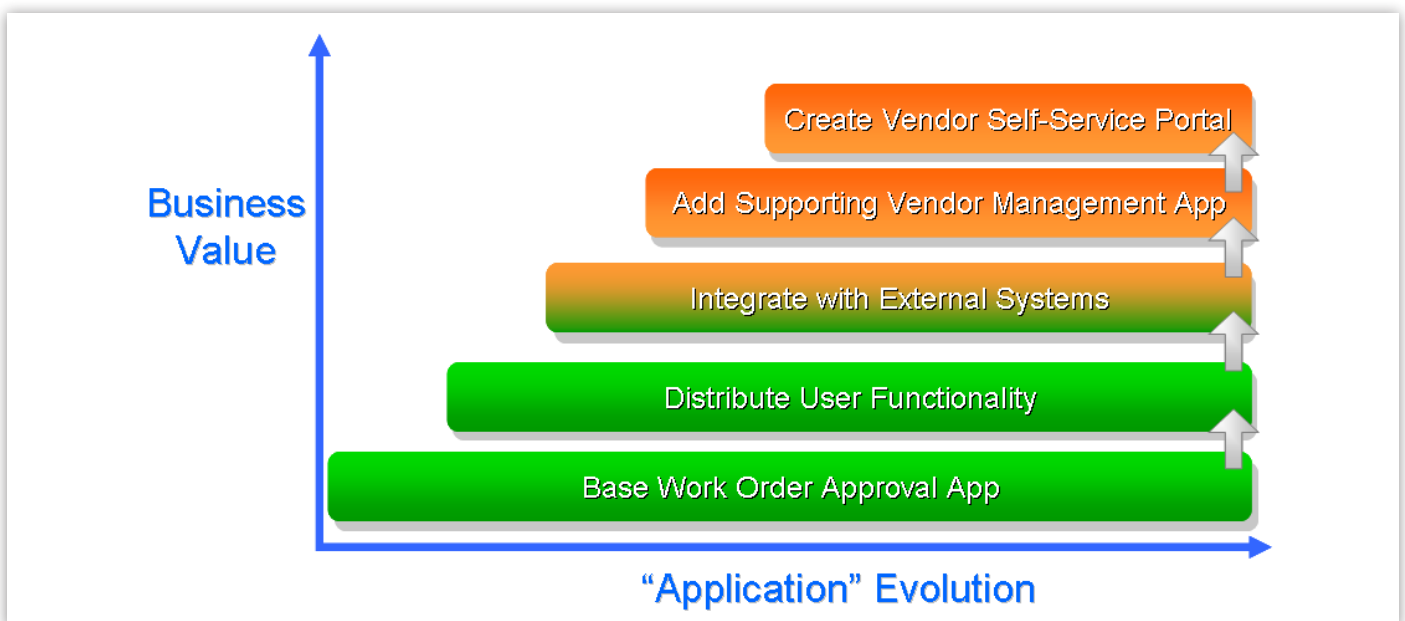 Create Vendor Self-Service Portal
Add Supporting Vendor Management App
Business
Value
Integrate with External Systems
Distribute User Functionality
Base Work Order Approval App
“Application” Evolution